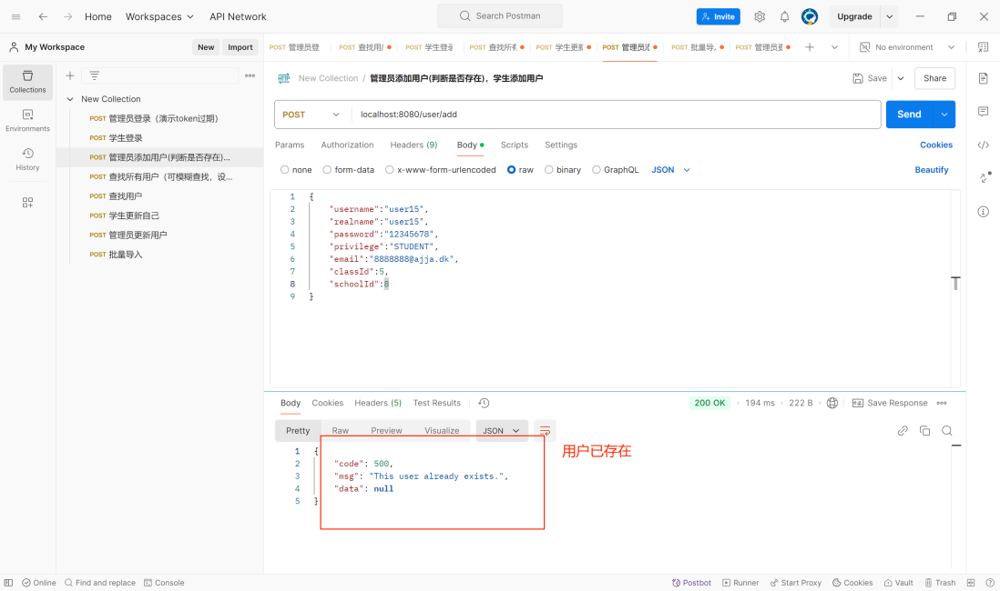 Home Workspaces API Network Search Postman Invite Upgrade
My Workspace New Import
POST 管理员登 POST 查找用户 POST 学生登录 POST 查找所有 POST 学生更新 POST 管理员添 POST 批量导入 POST 管理员更 No environment
Collections
Environments
History
New Collection
POST 管理员登录（演示token过期）
POST 学生登录
POST 管理员添加用户(判断是否存在)...
POST 查找所有用户（可模糊查找，设...
POST 查找用户
POST 学生更新自己
POST 管理员更新用户
POST 批量导入
HTTP New Collection / 管理员添加用户(判断是否存在)，学生添加用户 Save Share
POST localhost:8080/user/add Send
Params Authorization Headers (9) Body Scripts Settings Cookies
none form-data x-www-form-urlencoded raw binary GraphQL JSON Beautify
1 {
2 "username":"user15",
3 "realname":"user15",
4 "password":"12345678",
5 "privilege":"STUDENT",
6 "email":"8888888@ajja.dk",
7 "classId":5,
8 "schoolId":8
9 }
Body Cookies Headers (5) Test Results 200 OK 194 ms 222 B Save Response
Pretty Raw Preview Visualize JSON
用户已存在
1 {
2 "code": 500,
3 "msg": "This user already exists.",
4 "data": null
5 }
Online Find and replace Console Postbot Runner Start Proxy Cookies Vault Trash